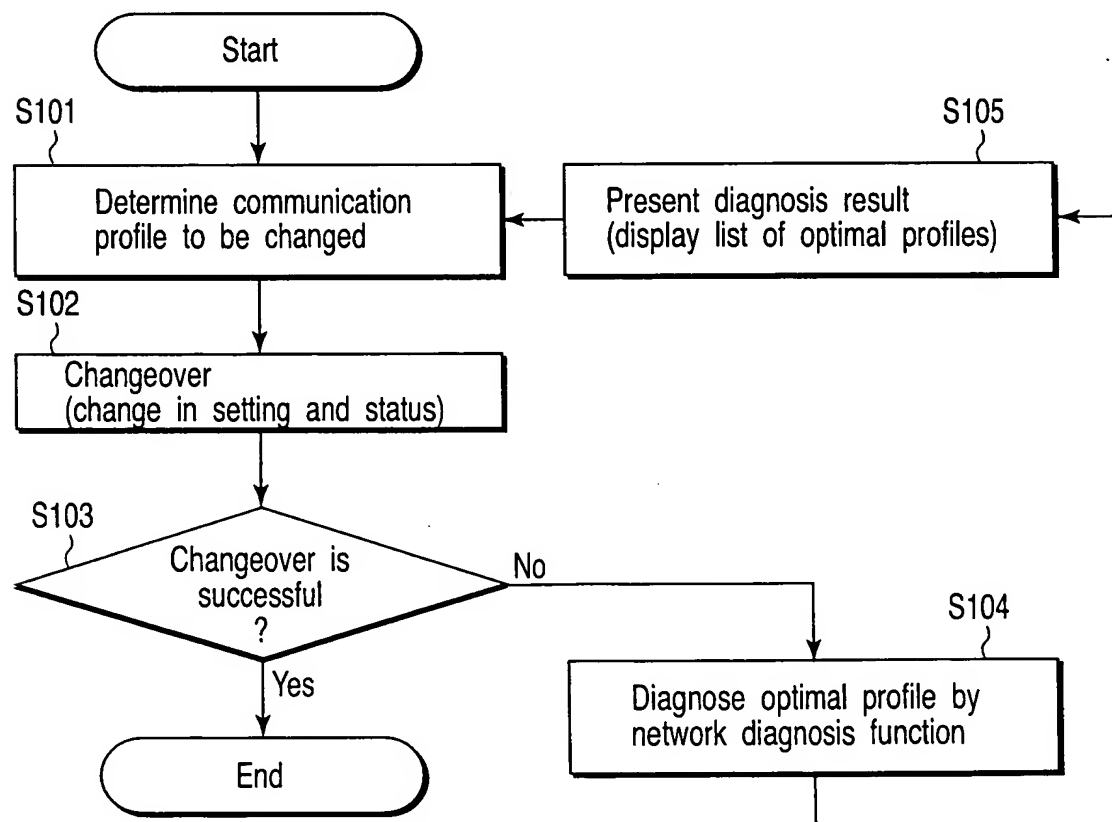 Start
S101
Determine communication
profile to be changed
S105
Present diagnosis result
(display list of optimal profiles)
S102
Changeover
(change in setting and status)
S103
Changeover is
successful
?
No
Yes
S104
Diagnose optimal profile by
network diagnosis function
End